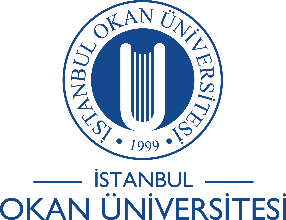 İSTANBUL OKAN ÜNİVERSİTESİ
• 1999 •
İSTANBUL
OKAN ÜNİVERSİTESİ